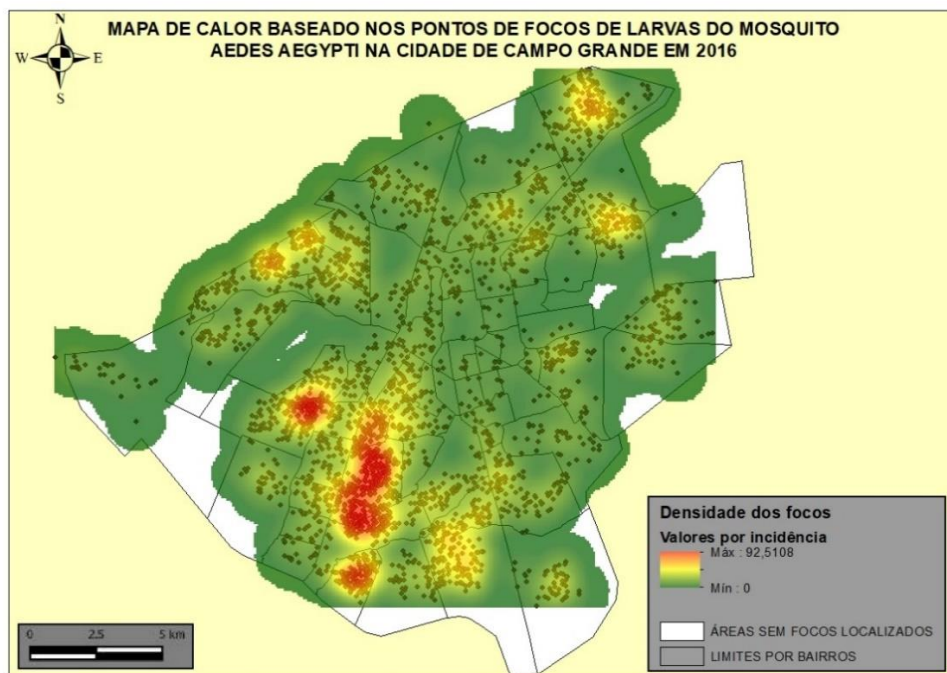 MAPA DE CALOR BASEADO NOS PONTOS DE FOCOS DE LARVAS DO MOSQUITO
AEDES AEGYPTI NA CIDADE DE CAMPO GRANDE EM 2016
N
W E
S
Densidade dos focos
Valores por incidência
Máx : 92,5108
Mín : 0
ÁREAS SEM FOCOS LOCALIZADOS
LIMITES POR BAIRROS
0 2.5 5 km